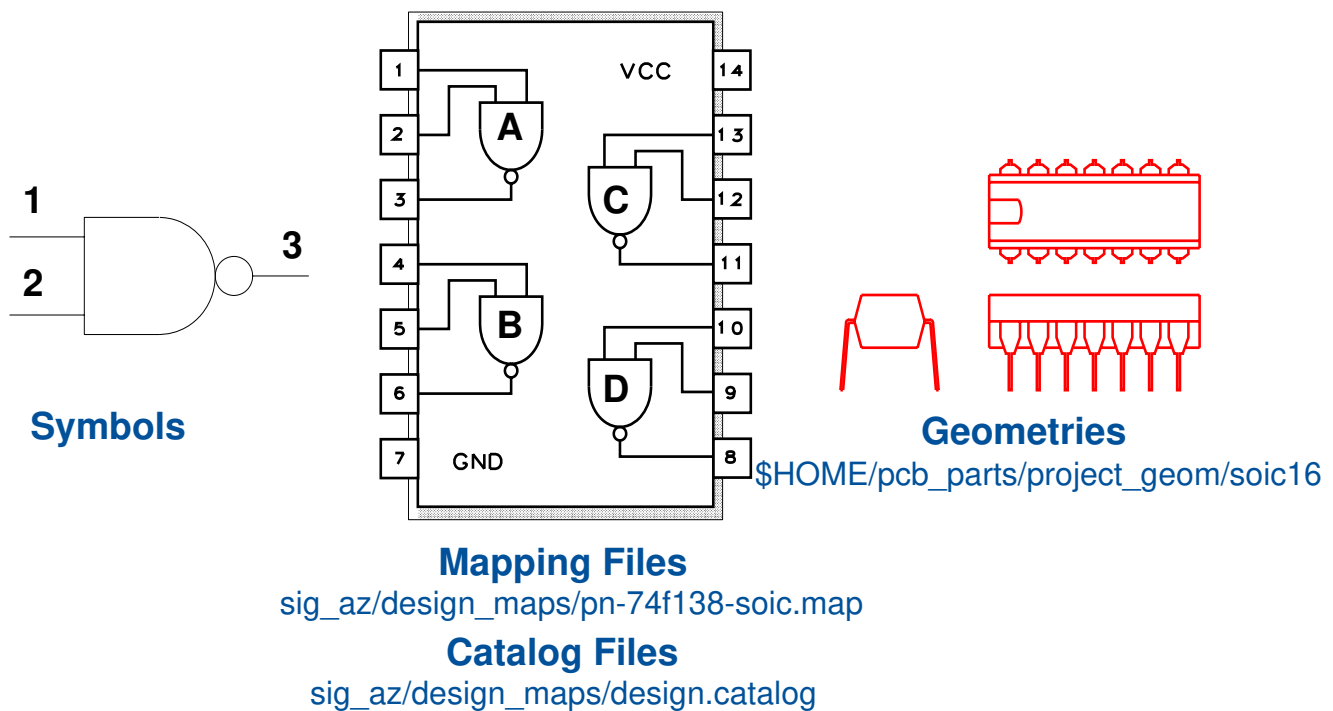 1
2
3
Symbols
1
2
3
4
5
6
7
A
B
C
D
VCC
GND
14
13
12
11
10
9
8
Geometries
$HOME/pcb_parts/project_geom/soic16
Mapping Files
sig_az/design_maps/pn-74f138-soic.map
Catalog Files
sig_az/design_maps/design.catalog